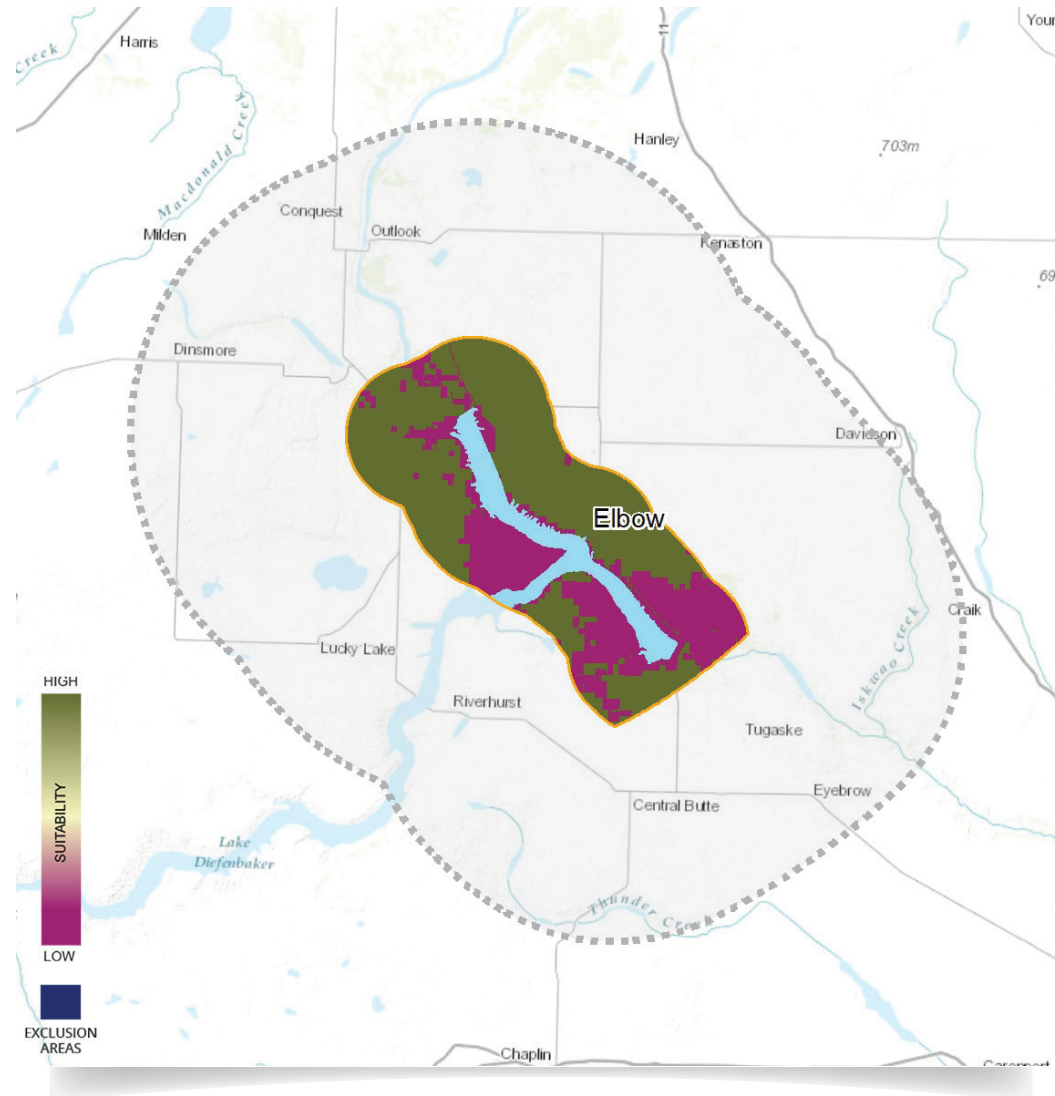 Creek
Harris
11
Your
Hanley
703m
Macdonald Creek
Conquest
Milden
Outlook
Kenaston
69
Dinsmore
Davidson
Elbow
Craik
Iskwao Creek
Lucky Lake
HIGH
Riverhurst
Tugaske
SUITABILITY
Eyebrow
Central Butte
Lake
Diefenbaker
Thunder Creek
LOW
EXCLUSION
AREAS
Chaplin